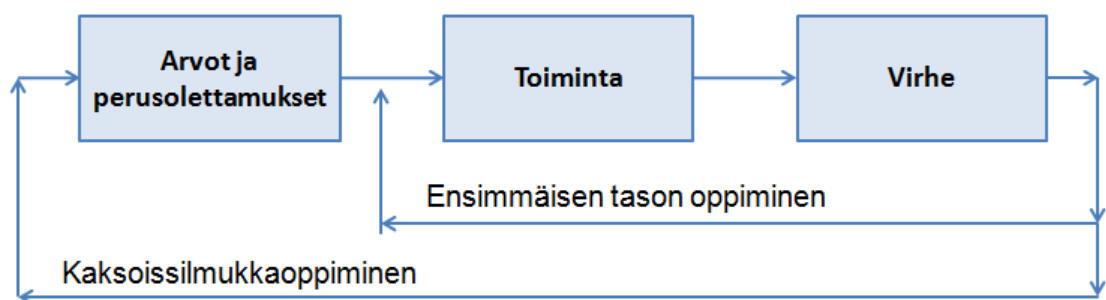 Arvot ja
perusolettamukset
Toiminta
Virhe
Ensimmäisen tason oppiminen
Kaksoissilmukkaoppiminen